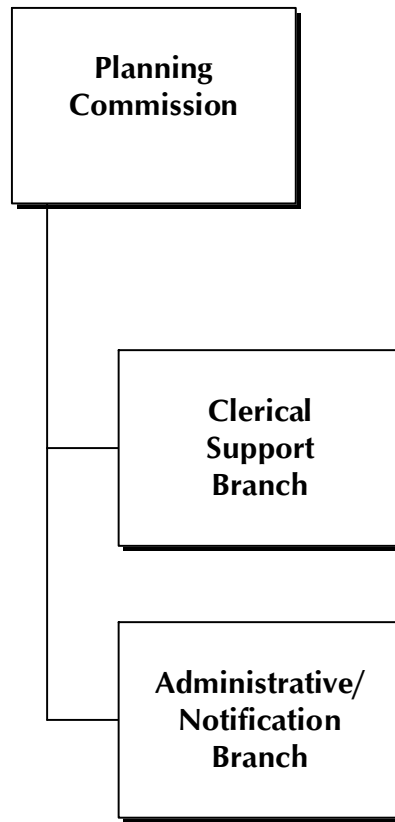 Planning
Commission
Clerical
Support
Branch
Administrative/
Notification
Branch